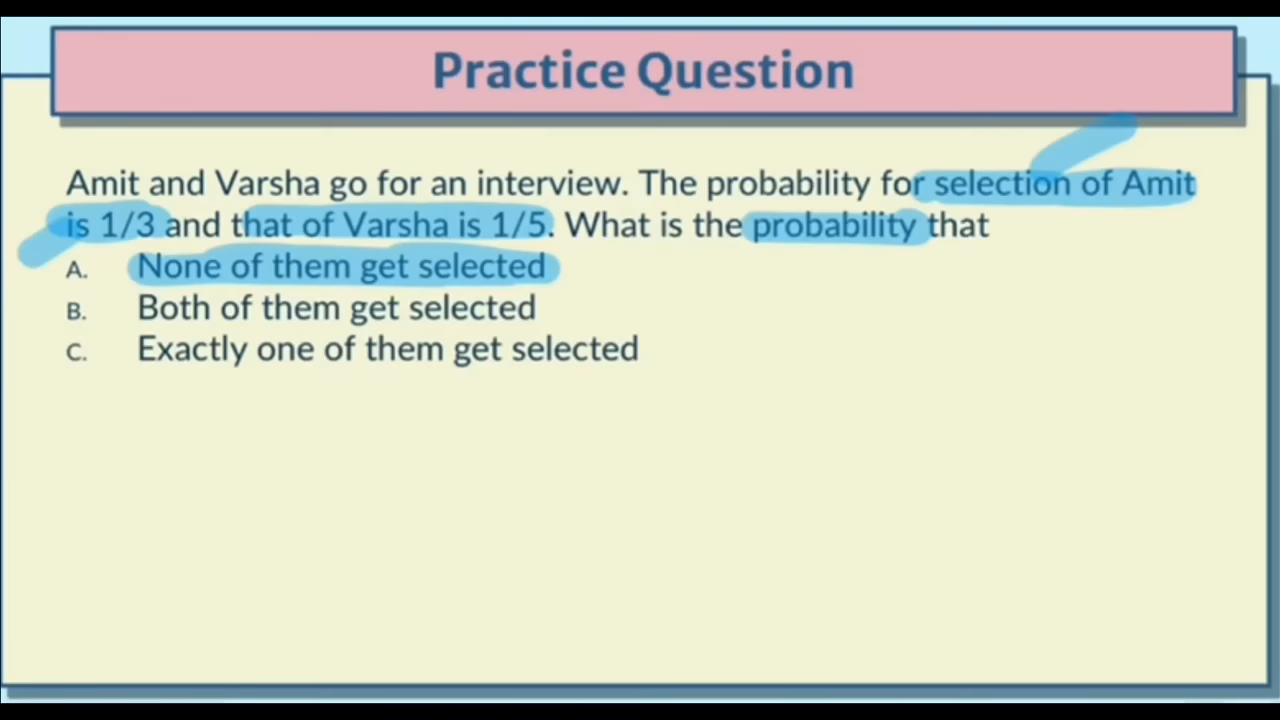 Practice Question
Amit and Varsha go for an interview. The probability for selection of Amit
is 1/3 and that of Varsha is 1/5. What is the probability that
A. None of them get selected
B. Both of them get selected
C. Exactly one of them get selected